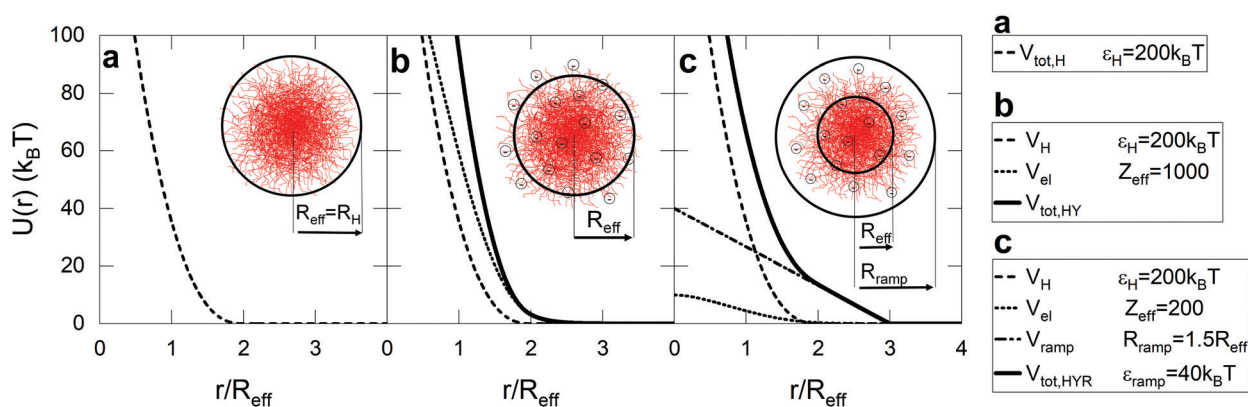 U(r) (k_BT)
100
80
60
40
20
0
a
R_eff=R_H
0 1 2 3
r/R_eff
b
R_eff
0 1 2 3
r/R_eff
c
R_eff
R_ramp
0 1 2 3 4
r/R_eff
a
V_tot,H ε_H=200k_BT
b
V_H ε_H=200k_BT
V_el Z_eff=1000
V_tot,HY
c
V_H ε_H=200k_BT
V_el Z_eff=200
V_ramp R_ramp=1.5R_eff
V_tot,HYR ε_ramp=40k_BT